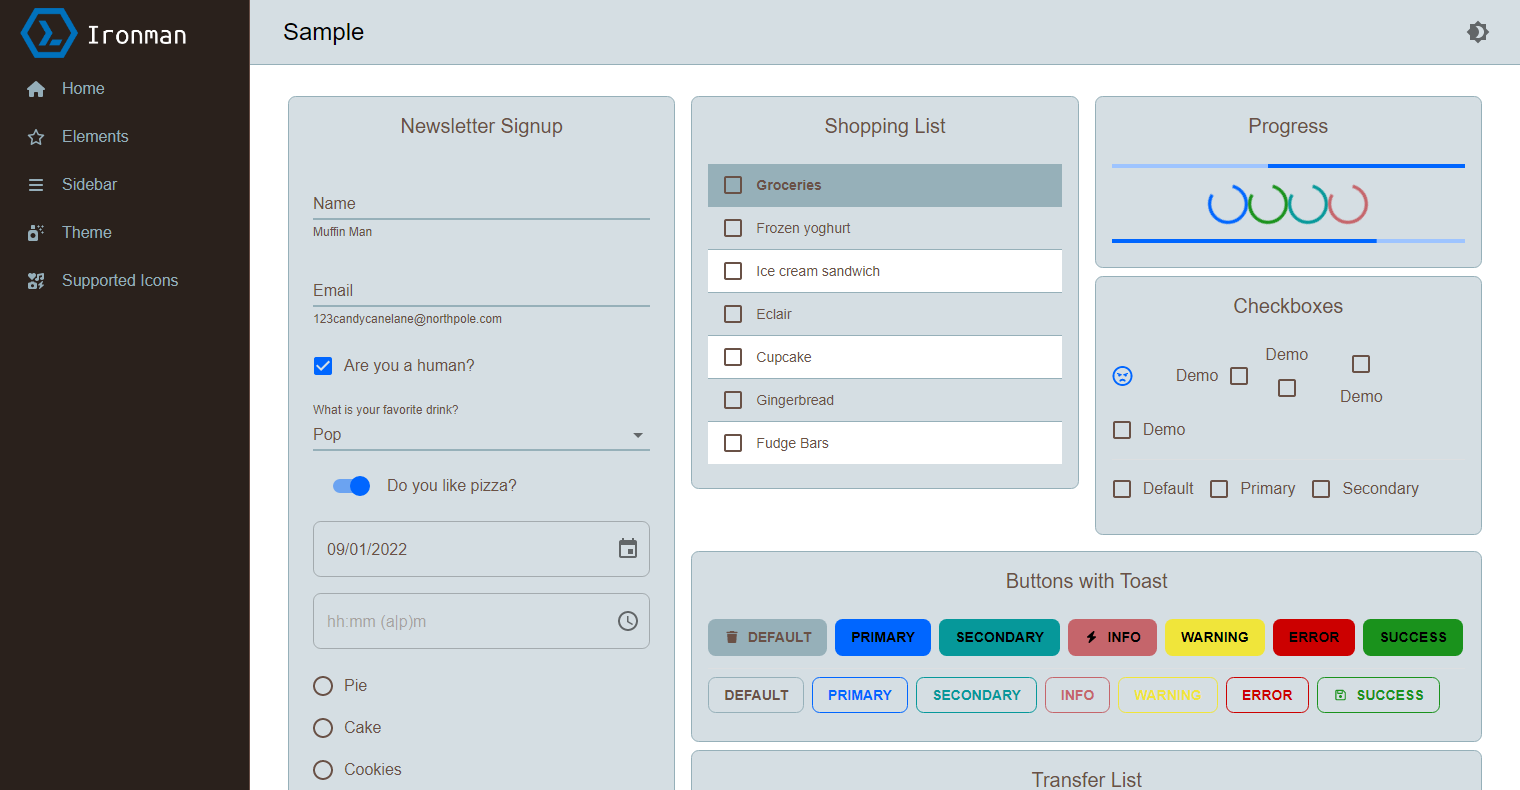 Ironman
Home
Elements
Sidebar
Theme
Supported Icons
Sample
Newsletter Signup
Name
Muffin Man
Email
123candycanelane@northpole.com
Are you a human?
What is your favorite drink?
Pop
Do you like pizza?
09/01/2022
hh:mm (a|p)m
Pie
Cake
Cookies
Shopping List
Groceries
Frozen yoghurt
Ice cream sandwich
Eclair
Cupcake
Gingerbread
Fudge Bars
Progress
Checkboxes
Demo
Demo
Demo
Demo
Default Primary Secondary
Buttons with Toast
DEFAULT PRIMARY SECONDARY INFO WARNING ERROR SUCCESS
DEFAULT PRIMARY SECONDARY INFO WARNING ERROR SUCCESS
Transfer List